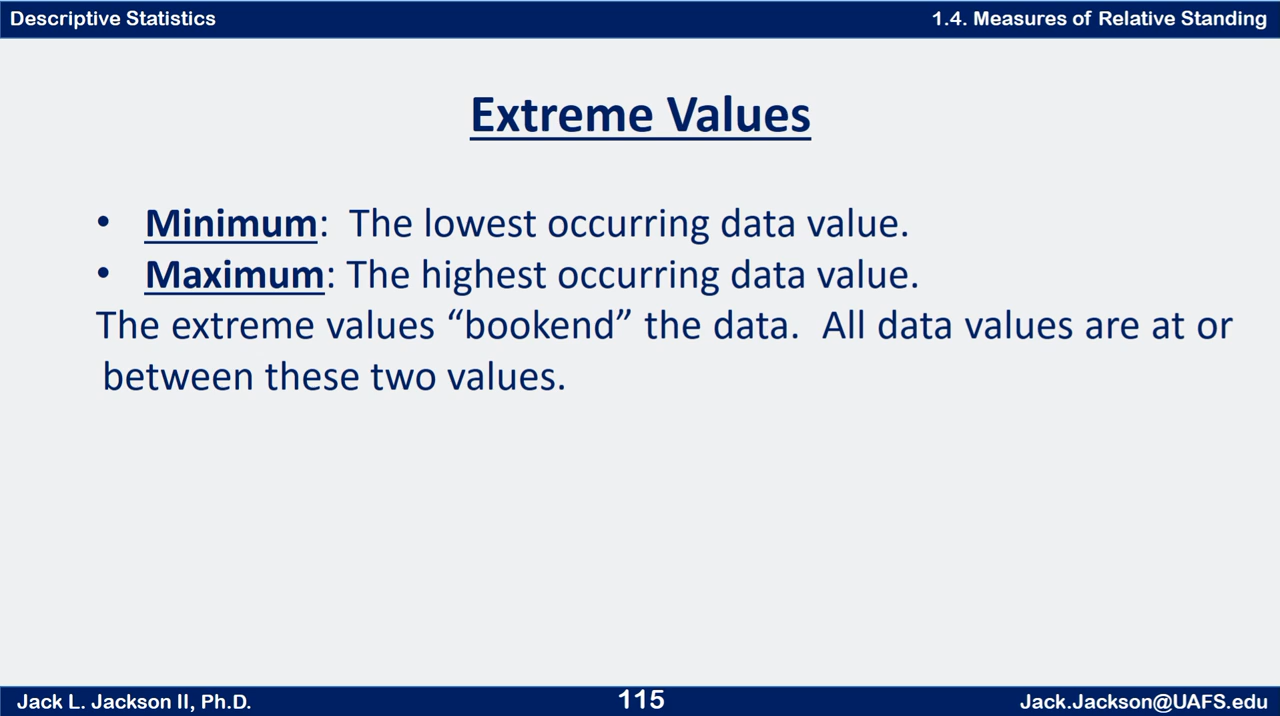 Descriptive Statistics
1.4. Measures of Relative Standing
Extreme Values
• Minimum: The lowest occurring data value.
• Maximum: The highest occurring data value.
The extreme values “bookend” the data. All data values are at or
between these two values.
Jack L. Jackson II, Ph.D.
115
Jack.Jackson@UAFS.edu